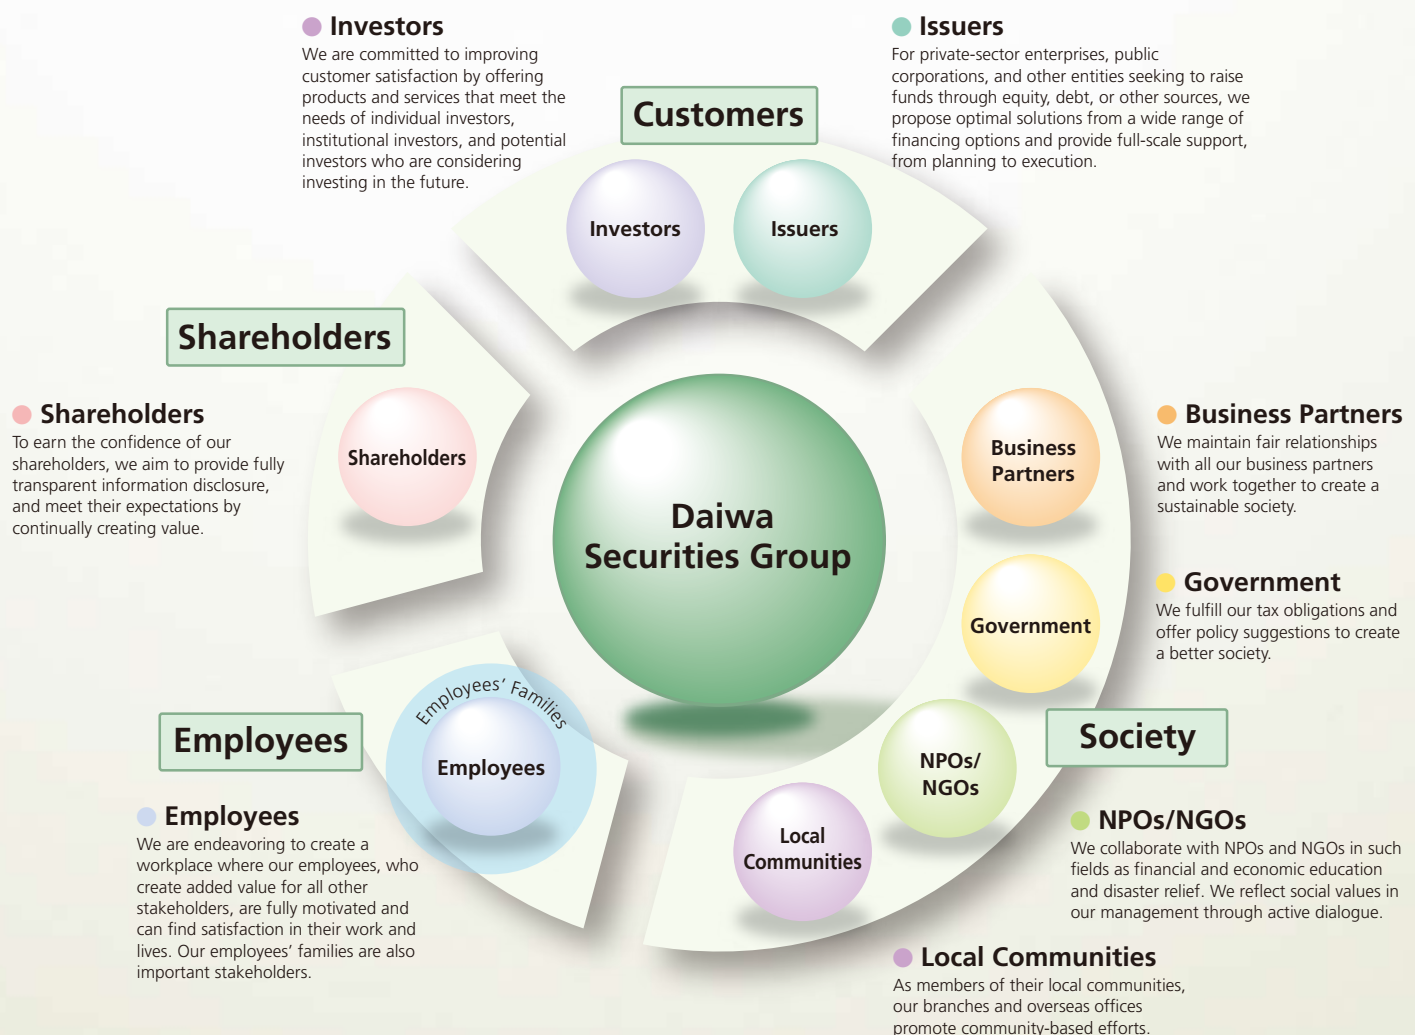 Investors
We are committed to improving
customer satisfaction by offering
products and services that meet the
needs of individual investors,
institutional investors, and potential
investors who are considering
investing in the future.
Issuers
For private-sector enterprises, public
corporations, and other entities seeking to raise
funds through equity, debt, or other sources, we
propose optimal solutions from a wide range of
financing options and provide full-scale support,
from planning to execution.
Customers
Investors
Issuers
Shareholders
Shareholders
To earn the confidence of our
shareholders, we aim to provide fully
transparent information disclosure,
and meet their expectations by
continually creating value.
Shareholders
Daiwa
Securities Group
Business
Partners
Business Partners
We maintain fair relationships
with all our business partners
and work together to create a
sustainable society.
Government
Government
We fulfill our tax obligations and
offer policy suggestions to create
a better society.
Employees
Employees' Families
Employees
Employees
We are endeavoring to create a
workplace where our employees, who
create added value for all other
stakeholders, are fully motivated and
can find satisfaction in their work and
lives. Our employees' families are also
important stakeholders.
Society
NPOs/
NGOs
NPOs/NGOs
We collaborate with NPOs and NGOs in such
fields as financial and economic education
and disaster relief. We reflect social values in
our management through active dialogue.
Local
Communities
Local Communities
As members of their local communities,
our branches and overseas offices
promote community-based efforts.